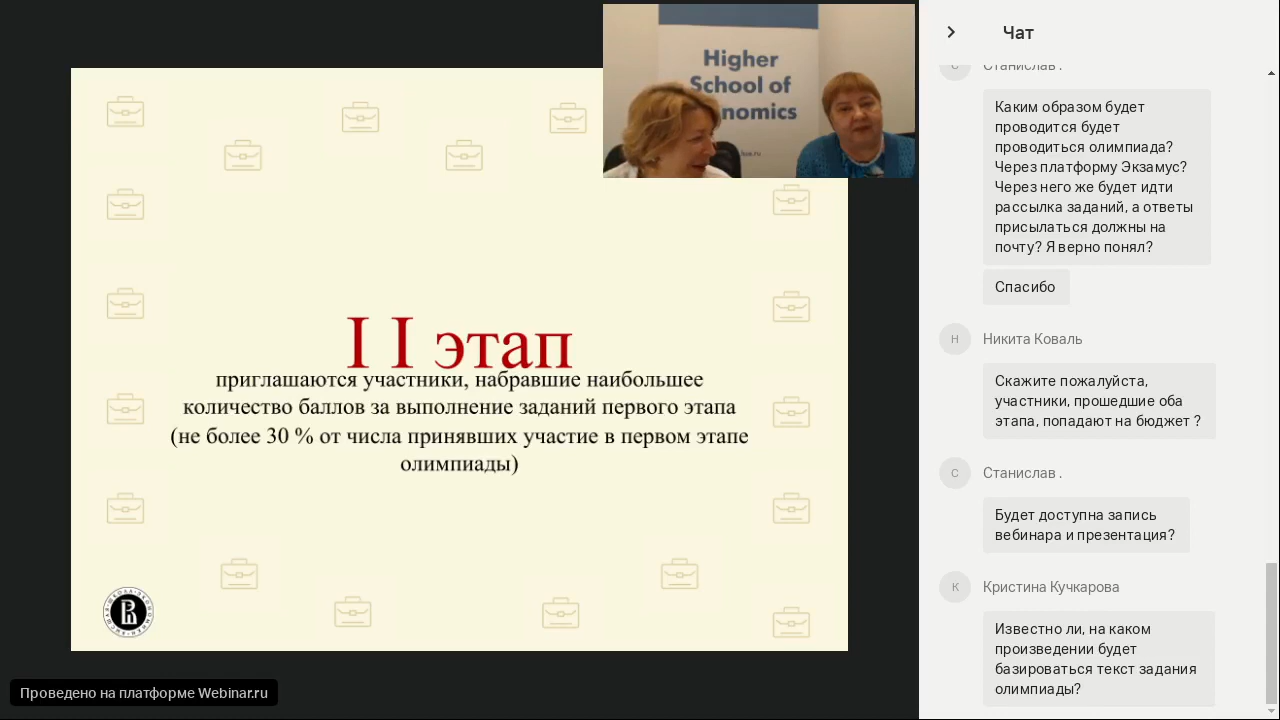 Higher
School of
Economics
hse.ru
I I этап
приглашаются участники, набравшие наибольшее
количество баллов за выполнение заданий первого этапа
(не более 30 % от числа принявших участие в первом этапе
олимпиады)
Проведено на платформе Webinar.ru
Чат
С
Станислав .
Каким образом будет
проводится будет
проводиться олимпиада?
Через платформу Экзамус?
Через него же будет идти
рассылка заданий, а ответы
присылаться должны на
почту? Я верно понял?
Спасибо
Н
Никита Коваль
Скажите пожалуйста,
участники, прошедшие оба
этапа, попадают на бюджет ?
С
Станислав .
Будет доступна запись
вебинара и презентация?
К
Кристина Кучкарова
Известно ли, на каком
произведении будет
базироваться текст задания
олимпиады?